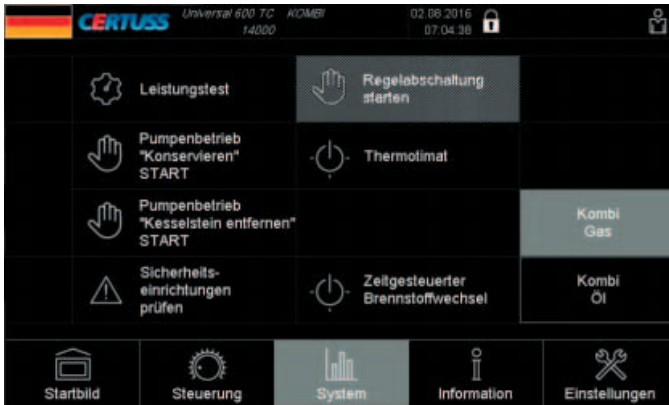 CERTUSS
Universal 600 TC KOMBI
14000
02.08.2016
07:04:38
Leistungstest
Regelabschaltung
starten
Pumpenbetrieb
"Konservieren"
START
Thermotimat
Pumpenbetrieb
"Kesselstein entfernen"
START
Kombi
Gas
Sicherheits-
einrichtungen
prüfen
Zeitgesteuerter
Brennstoffwechsel
Kombi
Öl
Startbild
Steuerung
System
Information
Einstellungen